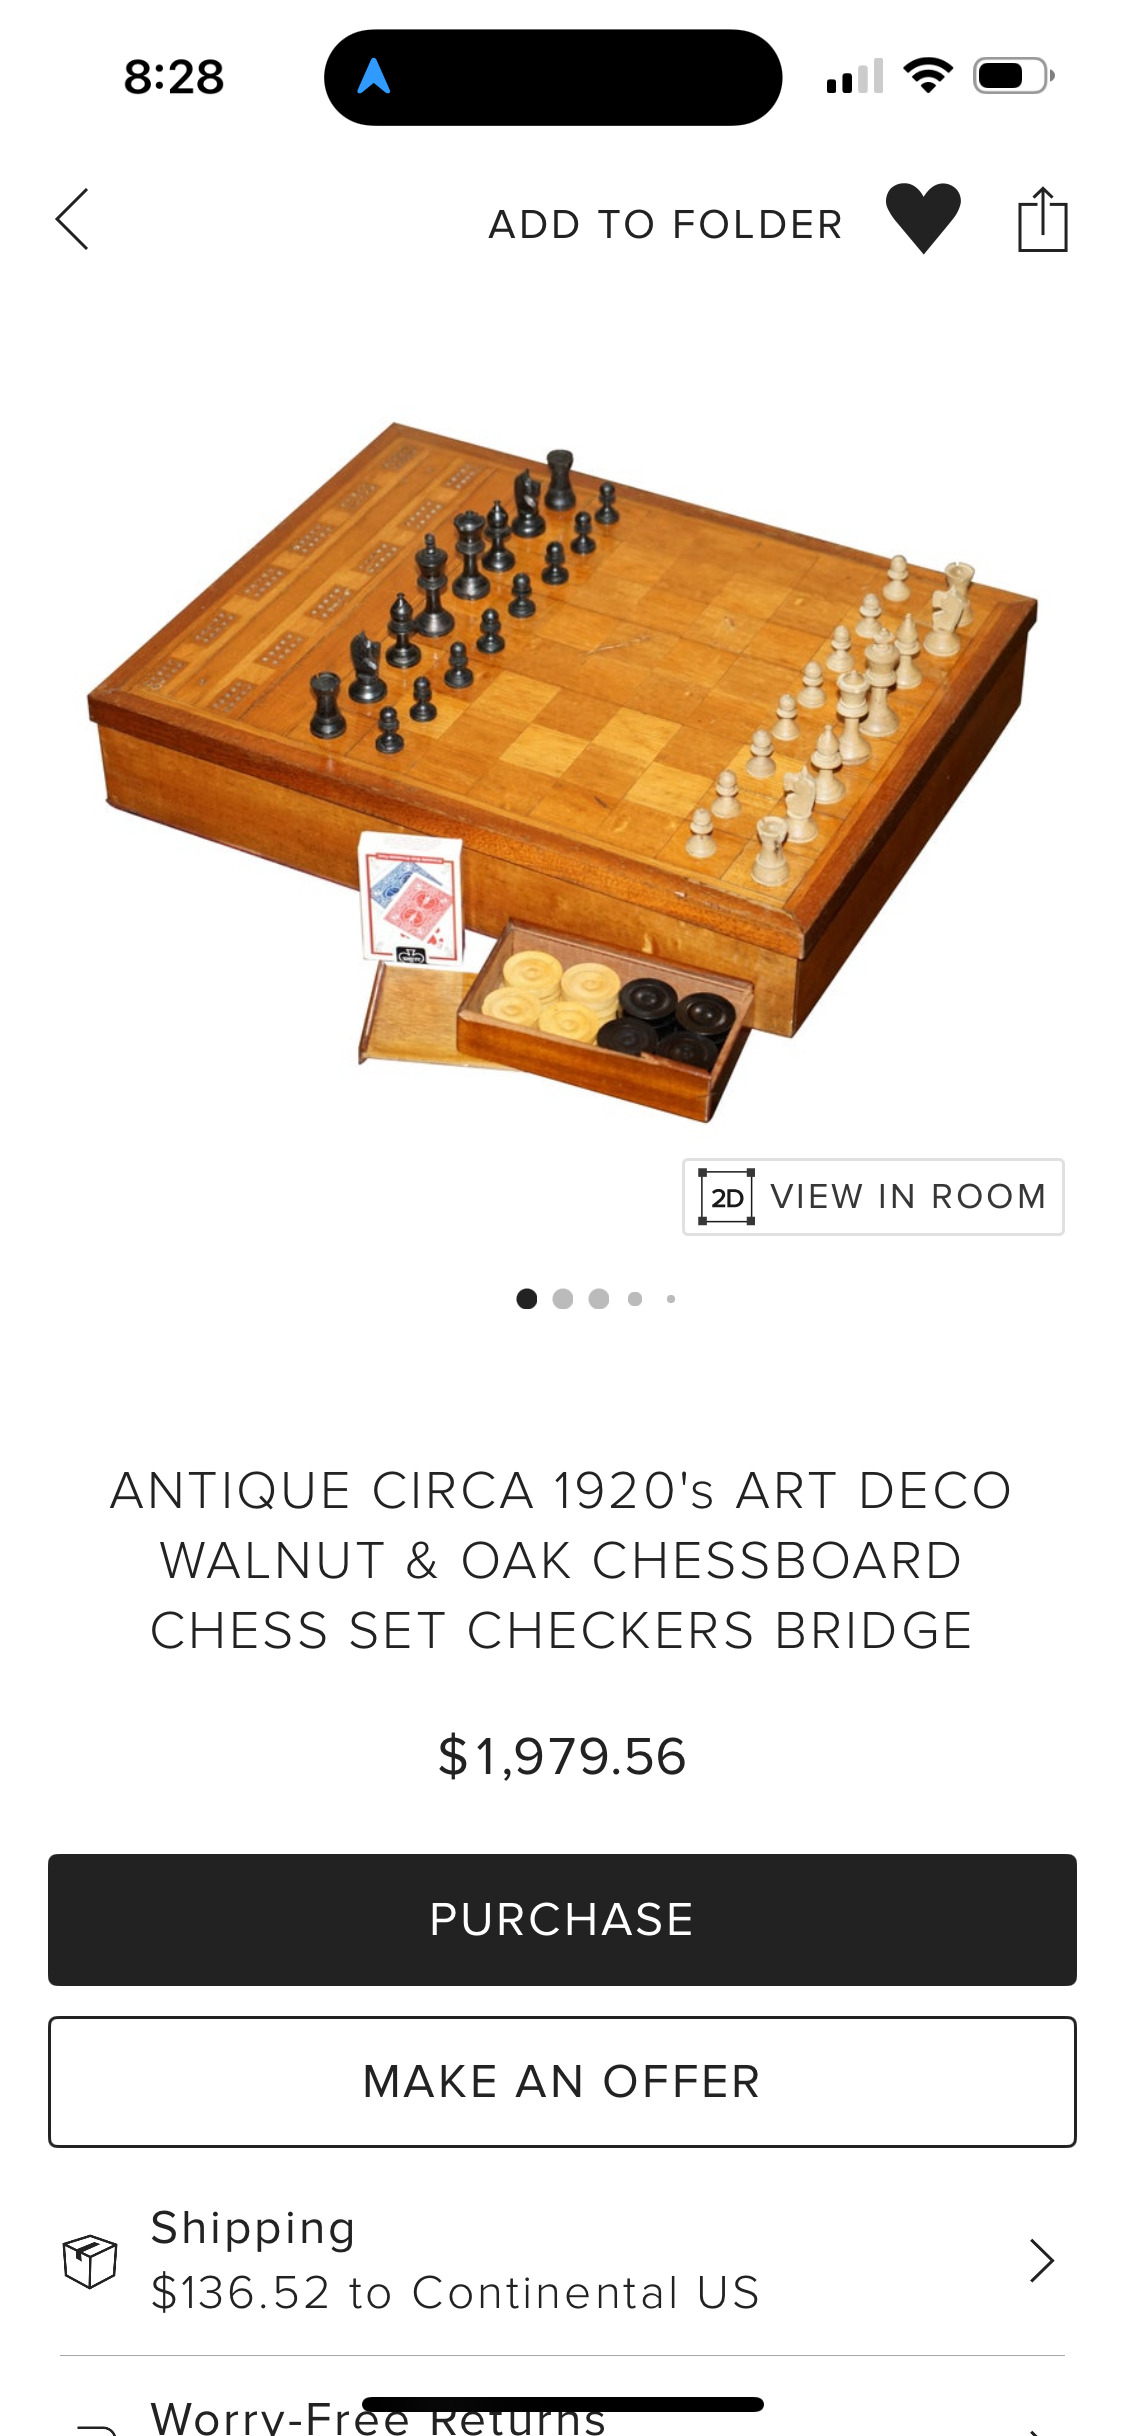 8:28
ADD TO FOLDER
2D VIEW IN ROOM
ANTIQUE CIRCA 1920's ART DECO
WALNUT & OAK CHESSBOARD
CHESS SET CHECKERS BRIDGE
$1,979.56
PURCHASE
MAKE AN OFFER
Shipping
$136.52 to Continental US
Worry-Free Returns